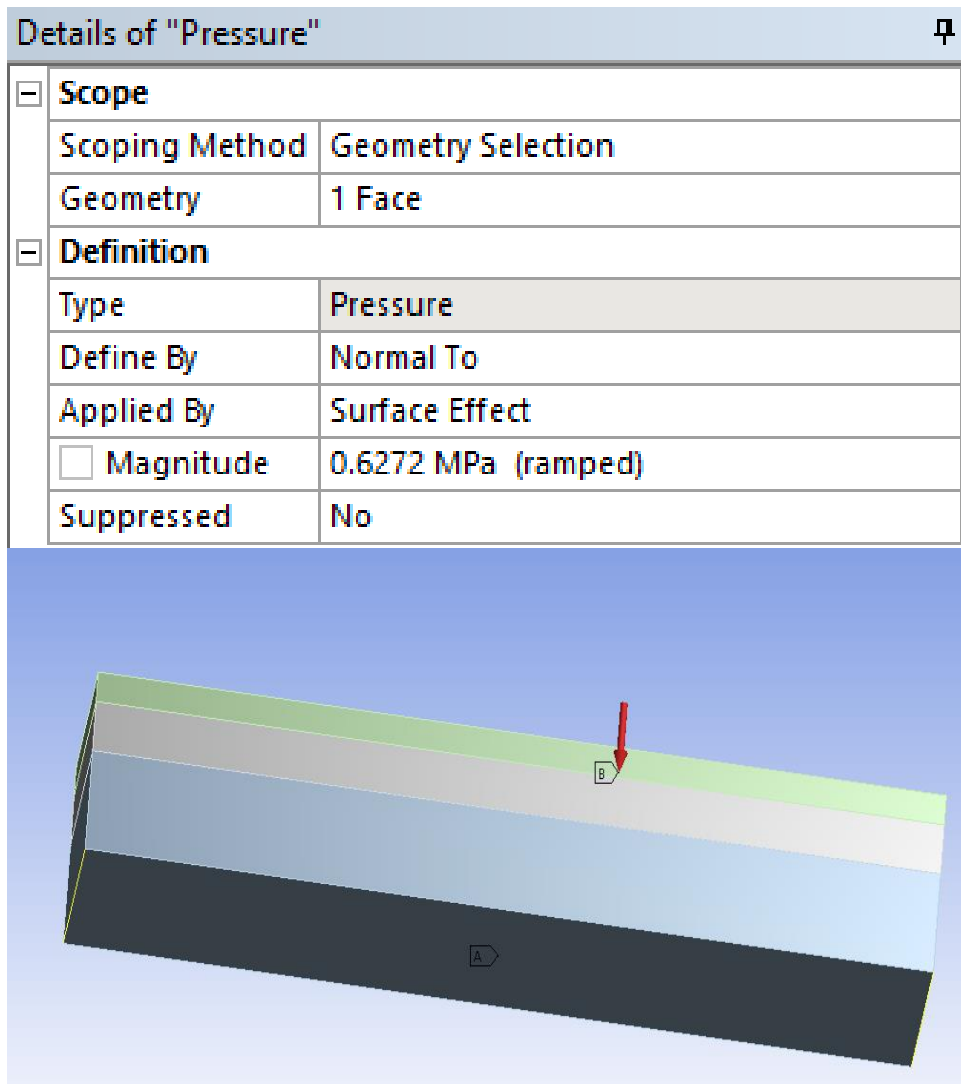 Details of "Pressure"
Scope
Scoping Method Geometry Selection
Geometry 1 Face
Definition
Type Pressure
Define By Normal To
Applied By Surface Effect
Magnitude 0.6272 MPa (ramped)
Suppressed No
B
A